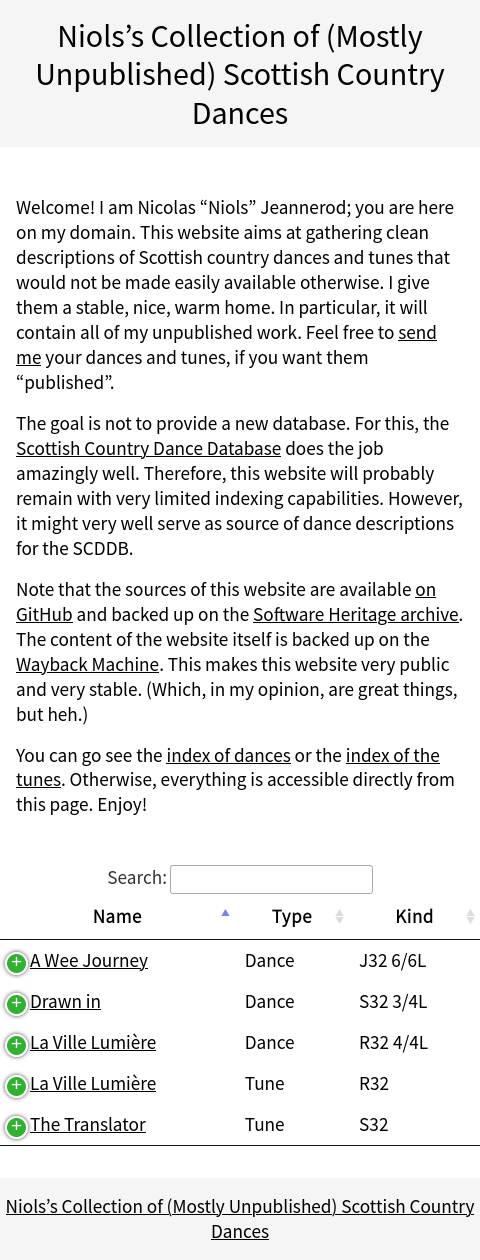 Niols’s Collection of (Mostly
Unpublished) Scottish Country
Dances
Welcome! I am Nicolas “Niols” Jeannerod; you are here
on my domain. This website aims at gathering clean
descriptions of Scottish country dances and tunes that
would not be made easily available otherwise. I give
them a stable, nice, warm home. In particular, it will
contain all of my unpublished work. Feel free to send
me your dances and tunes, if you want them
“published”.
The goal is not to provide a new database. For this, the
Scottish Country Dance Database does the job
amazingly well. Therefore, this website will probably
remain with very limited indexing capabilities. However,
it might very well serve as source of dance descriptions
for the SCDDB.
Note that the sources of this website are available on
GitHub and backed up on the Software Heritage archive.
The content of the website itself is backed up on the
Wayback Machine. This makes this website very public
and very stable. (Which, in my opinion, are great things,
but heh.)
You can go see the index of dances or the index of the
tunes. Otherwise, everything is accessible directly from
this page. Enjoy!
Search:
Name Type Kind
A Wee Journey Dance J32 6/6L
Drawn in Dance S32 3/4L
La Ville Lumière Dance R32 4/4L
La Ville Lumière Tune R32
The Translator Tune S32
Niols’s Collection of (Mostly Unpublished) Scottish Country
Dances